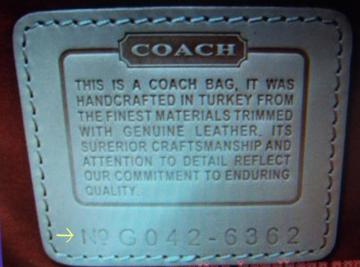 COACH
THIS IS A COACH BAG. IT WAS
HANDCRAFTED IN TURKEY FROM
THE FINEST MATERIALS TRIMMED
WITH GENUINE LEATHER. ITS
SURERIOR CRAFTSMANSHIP AND
ATTENTION TO DETAIL REFLECT
OUR COMMITMENT TO ENDURING
QUALITY.
Nº G042-6362